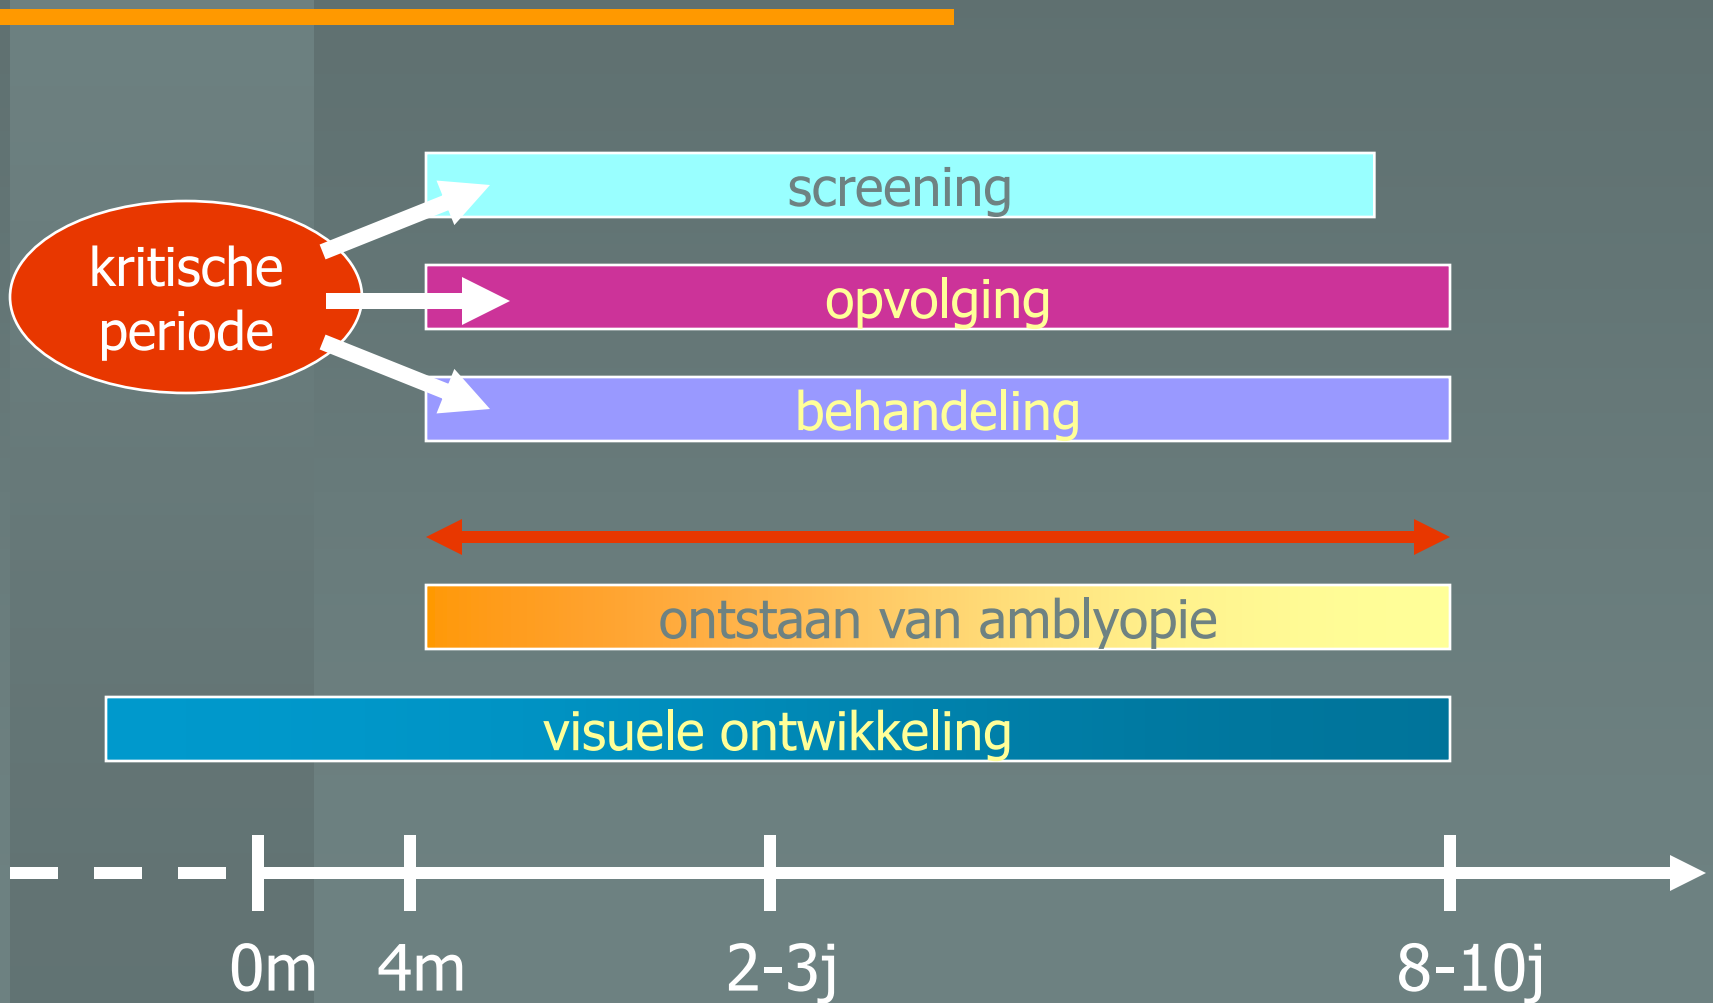 screening
kritische
periode
opvolging
behandeling
ontstaan van amblyopie
visuele ontwikkeling
0m 4m 2-3j 8-10j